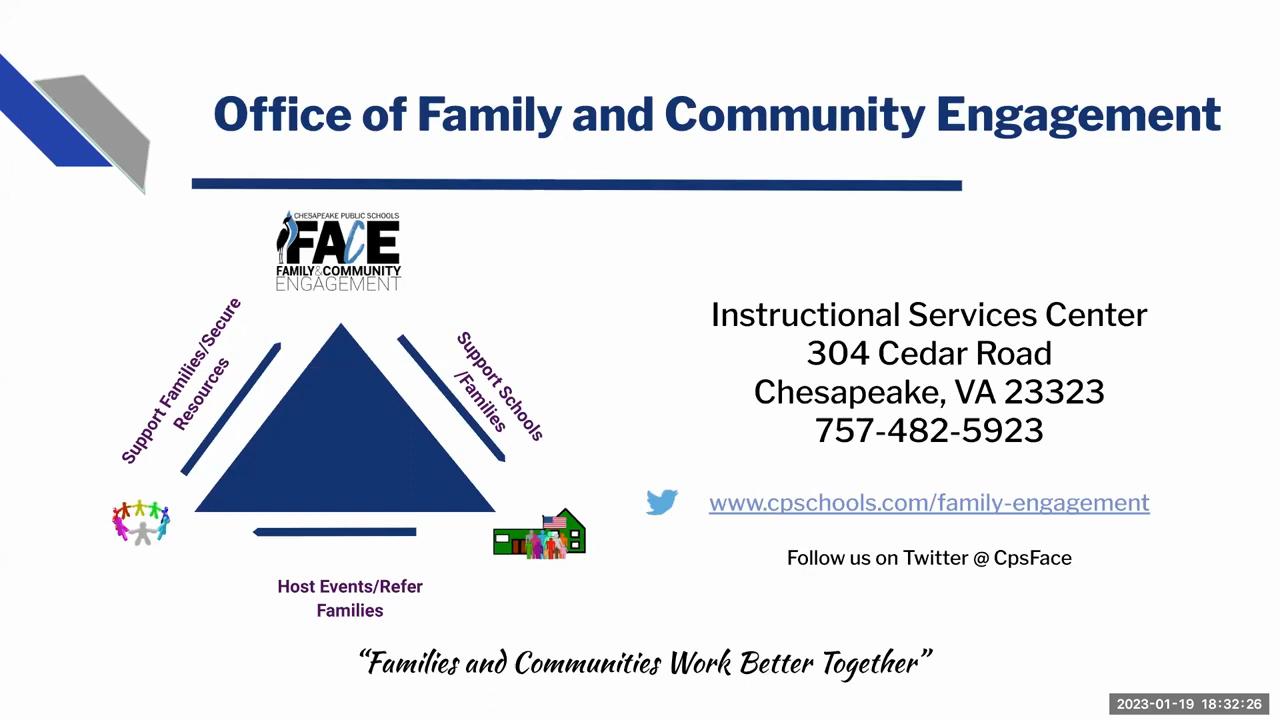 Office of Family and Community Engagement
CHESAPEAKE PUBLIC SCHOOLS
FACE
FAMILY&COMMUNITY
ENGAGEMENT
Support Families/Secure
Resources
Support Schools
/Families
Host Events/Refer
Families
Instructional Services Center
304 Cedar Road
Chesapeake, VA 23323
757-482-5923
www.cpschools.com/family-engagement
Follow us on Twitter @ CpsFace
“Families and Communities Work Better Together”
2023-01-19 18:32:26